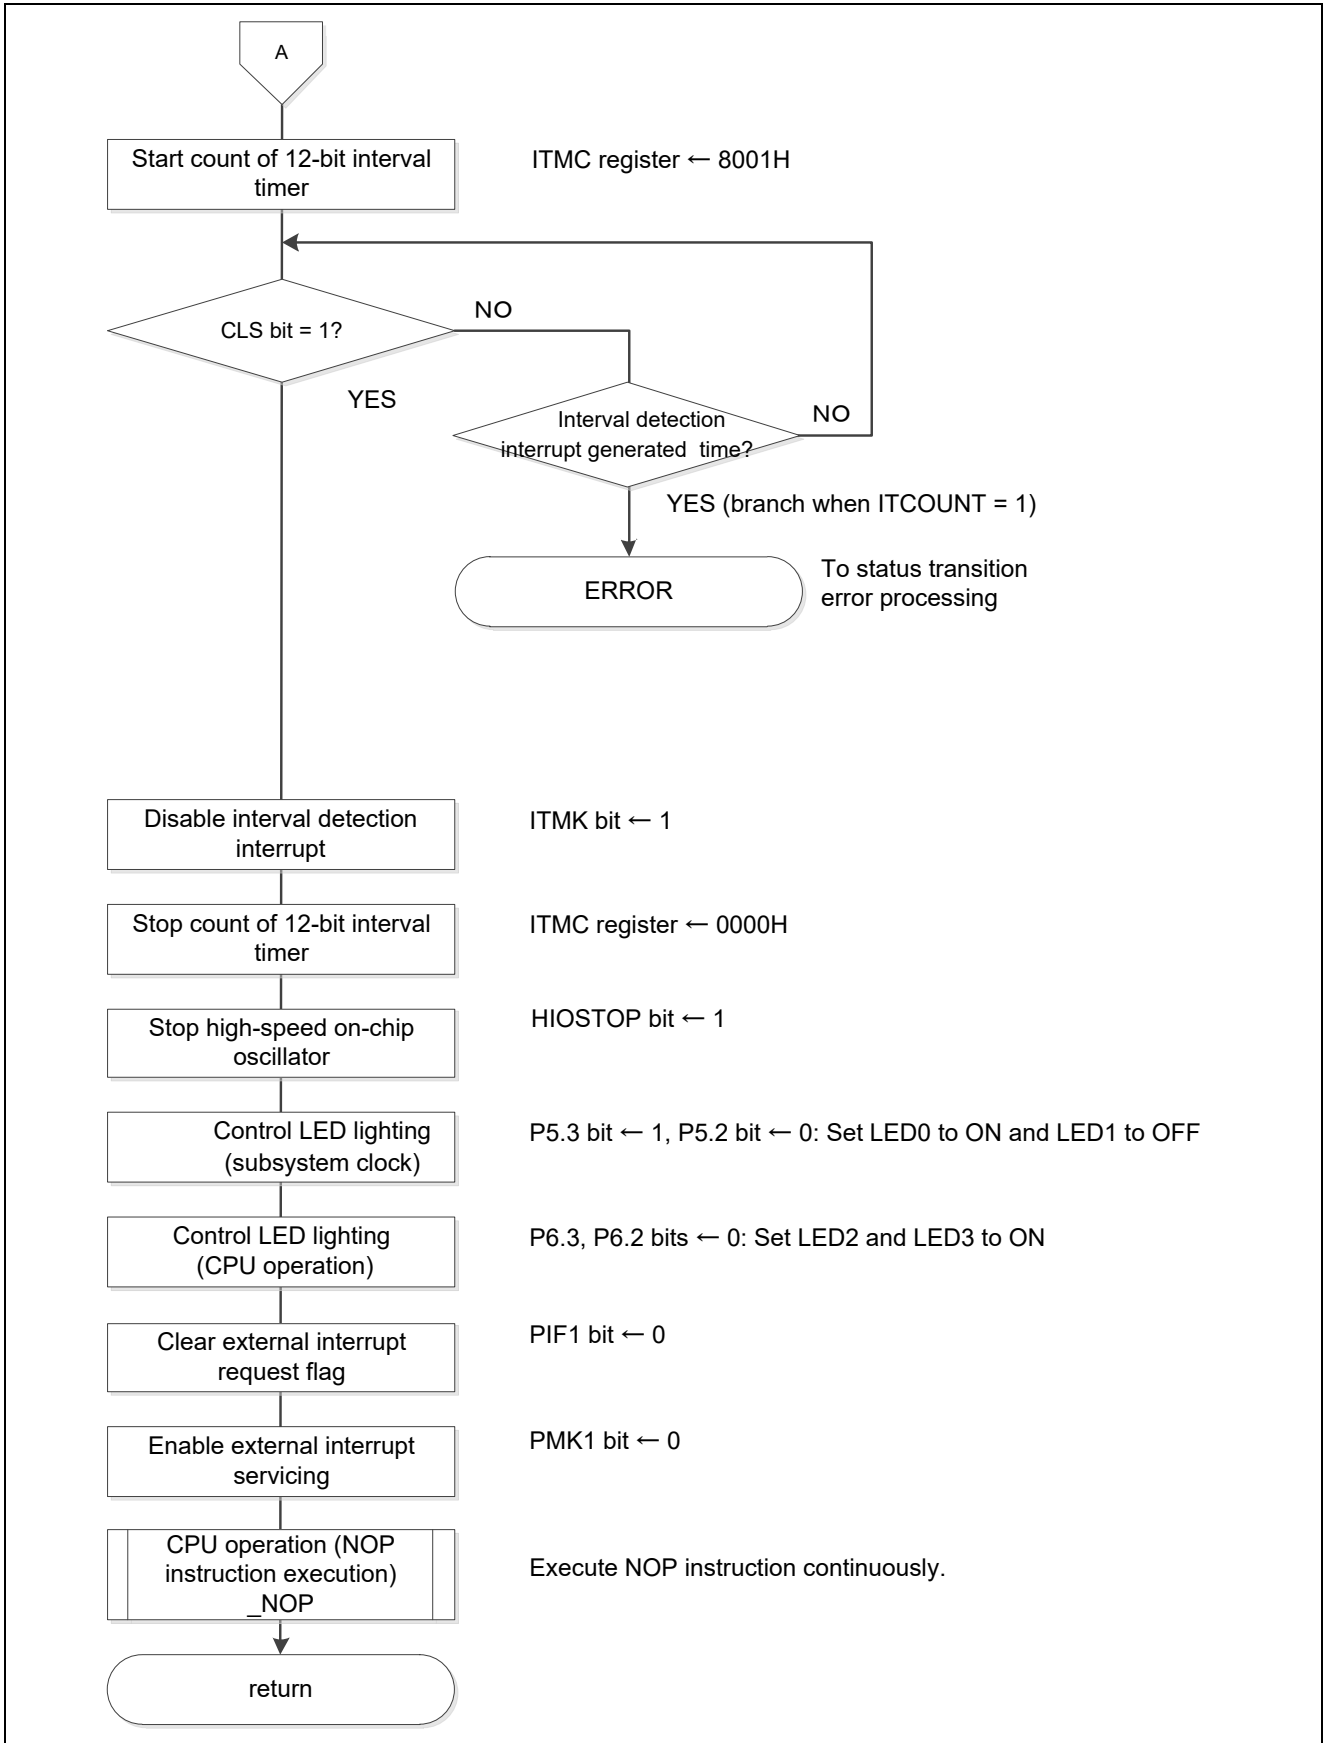 A
Start count of 12-bit interval
timer
ITMC register ← 8001H
CLS bit = 1?
NO
YES
Interval detection
interrupt generated  time?
NO
YES (branch when ITCOUNT = 1)
ERROR
To status transition
error processing
Disable interval detection
interrupt
ITMK bit ← 1
Stop count of 12-bit interval
timer
ITMC register ← 0000H
Stop high-speed on-chip
oscillator
HIOSTOP bit ← 1
Control LED lighting
(subsystem clock)
P5.3 bit ← 1, P5.2 bit ← 0: Set LED0 to ON and LED1 to OFF
Control LED lighting
(CPU operation)
P6.3, P6.2 bits ← 0: Set LED2 and LED3 to ON
Clear external interrupt
request flag
PIF1 bit ← 0
Enable external interrupt
servicing
PMK1 bit ← 0
CPU operation (NOP
instruction execution)
_NOP
Execute NOP instruction continuously.
return